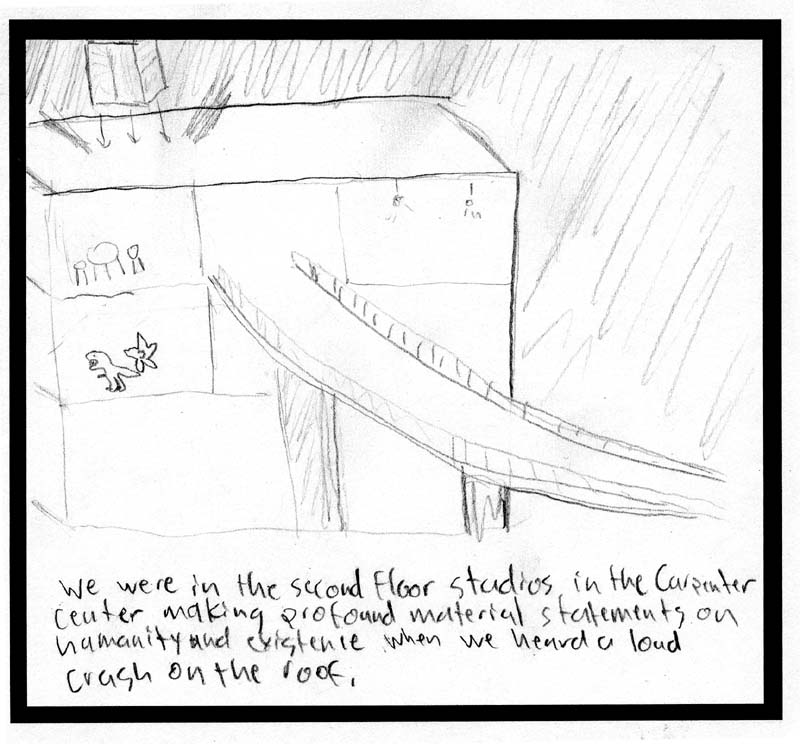 we were in the second floor studios in the Carpenter
Center making profound material statements on
humanity and existence when we heard a loud
crash on the roof.